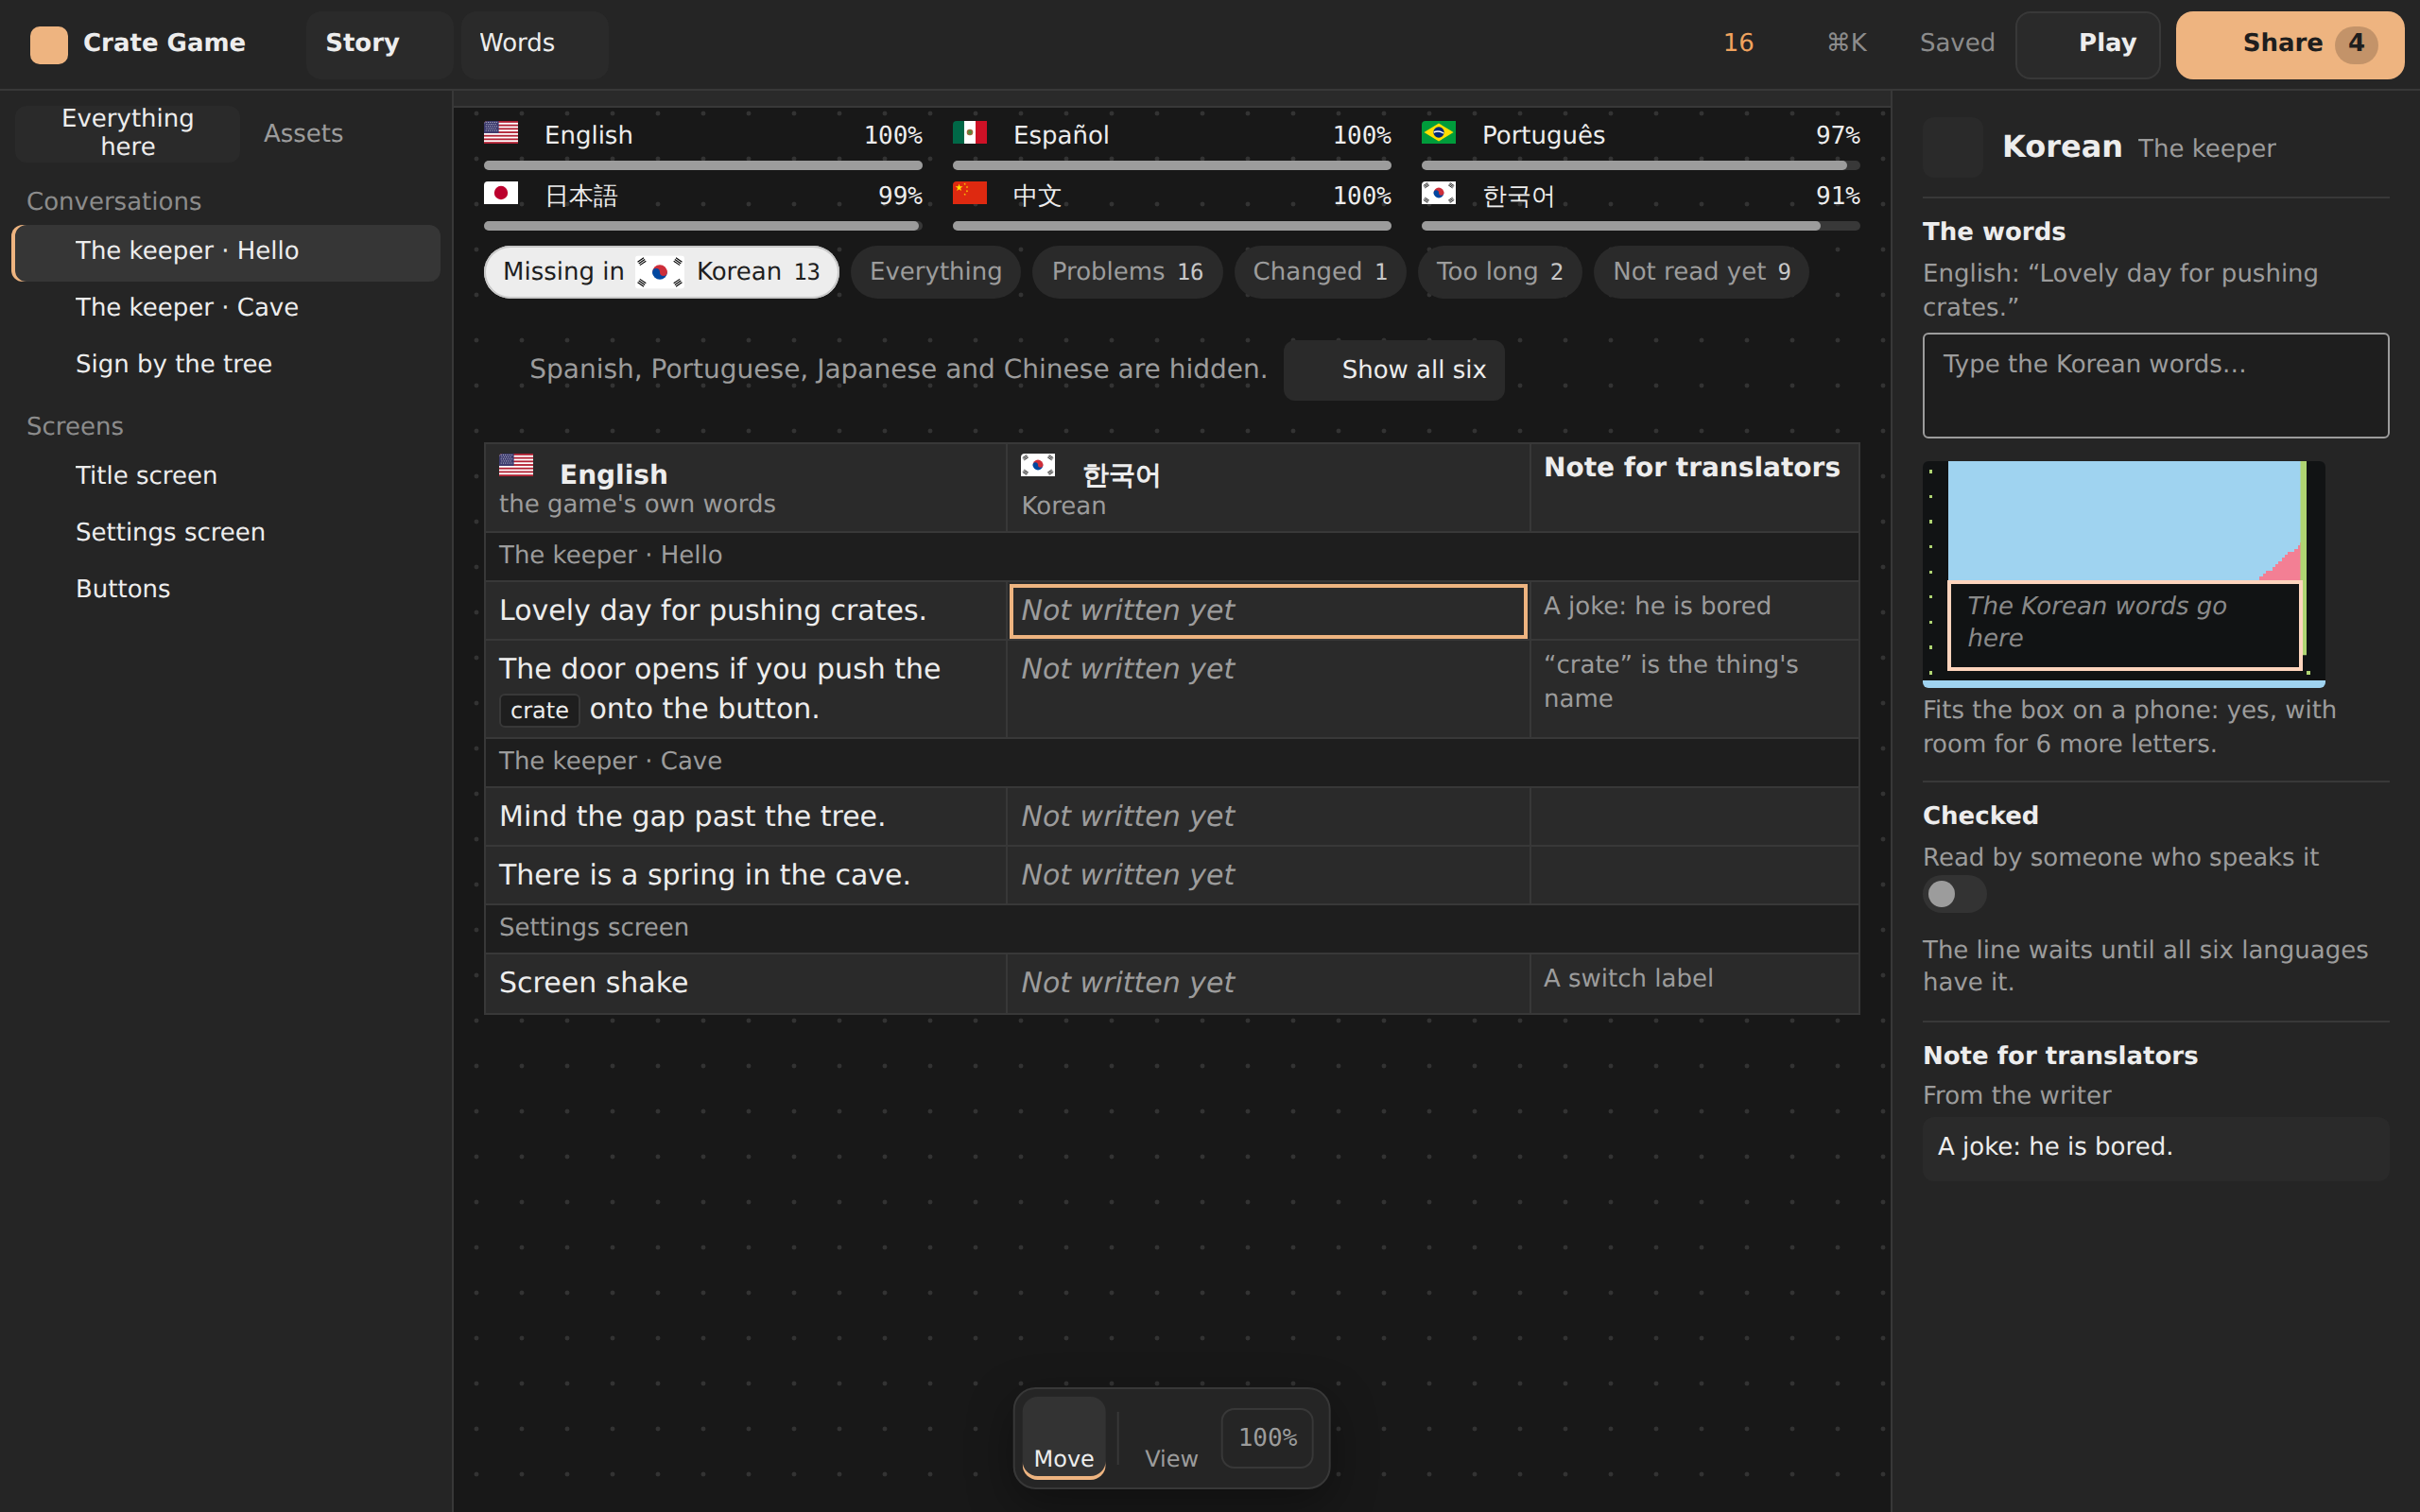 Crate Game
Story
Words
16
⌘K
Saved
Play
Share 4
Everything here
Assets
Conversations
The keeper · Hello
The keeper · Cave
Sign by the tree
Screens
Title screen
Settings screen
Buttons
English 100%
Español 100%
Português 97%
日本語 99%
中文 100%
한국어 91%
Missing in Korean 13
Everything
Problems 16
Changed 1
Too long 2
Not read yet 9
Spanish, Portuguese, Japanese and Chinese are hidden.
Show all six
English
the game's own words
한국어
Korean
Note for translators
The keeper · Hello
Lovely day for pushing crates.
Not written yet
A joke: he is bored
The door opens if you push the
crate onto the button.
Not written yet
“crate” is the thing's
name
The keeper · Cave
Mind the gap past the tree.
Not written yet
There is a spring in the cave.
Not written yet
Settings screen
Screen shake
Not written yet
A switch label
Move
View
100%
Korean The keeper
The words
English: “Lovely day for pushing
crates.”
Type the Korean words...
The Korean words go
here
Fits the box on a phone: yes, with
room for 6 more letters.
Checked
Read by someone who speaks it
The line waits until all six languages
have it.
Note for translators
From the writer
A joke: he is bored.